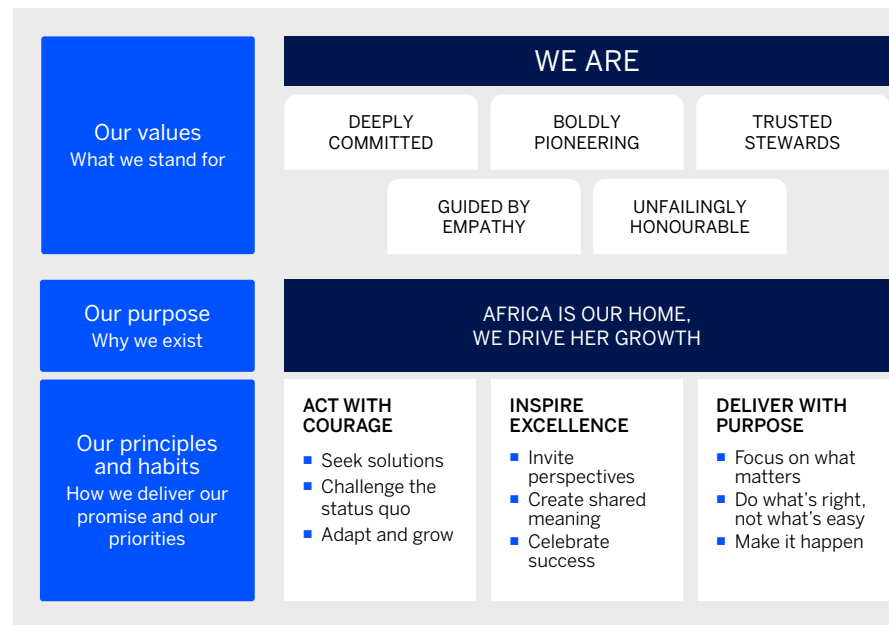 Our values
What we stand for
WE ARE
DEEPLY
COMMITTED
BOLDLY
PIONEERING
TRUSTED
STEWARDS
GUIDED BY
EMPATHY
UNFAILINGLY
HONOURABLE
Our purpose
Why we exist
AFRICA IS OUR HOME,
WE DRIVE HER GROWTH
Our principles
and habits
How we deliver our
promise and our
priorities
ACT WITH
COURAGE
■ Seek solutions
■ Challenge the
status quo
■ Adapt and grow
INSPIRE
EXCELLENCE
■ Invite
perspectives
■ Create shared
meaning
■ Celebrate
success
DELIVER WITH
PURPOSE
■ Focus on what
matters
■ Do what's right,
not what's easy
■ Make it happen